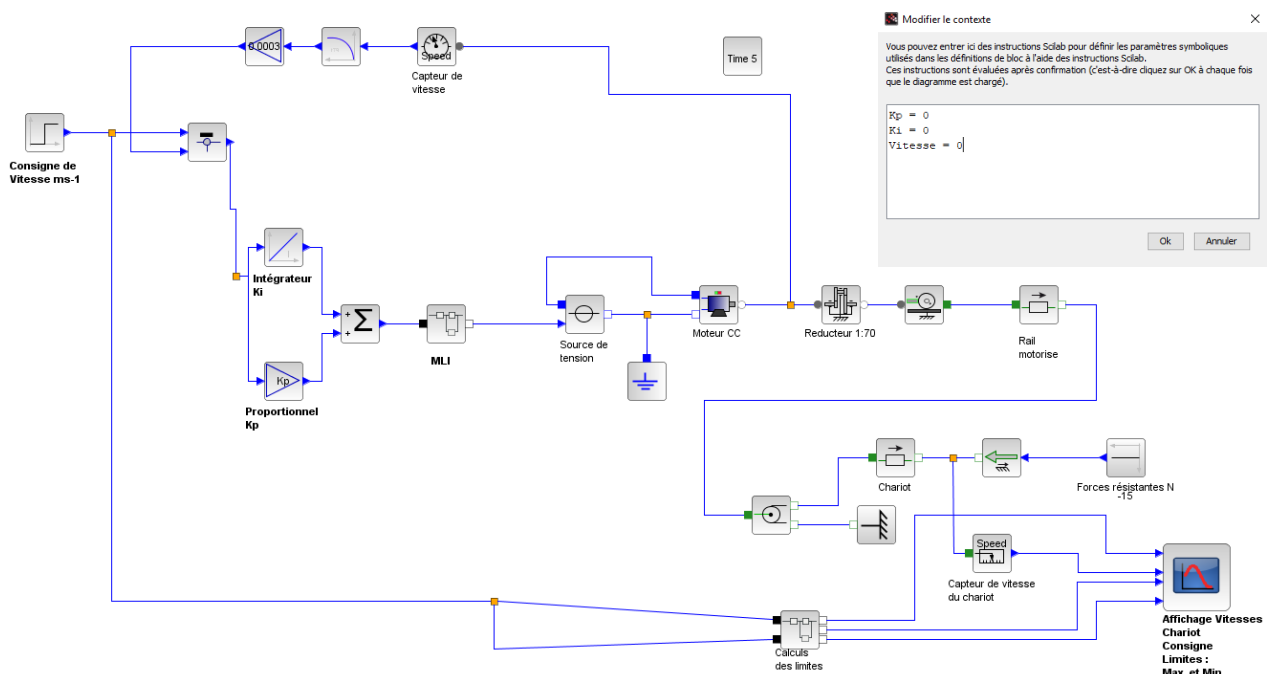 Modifier le contexte
Vous pouvez entrer ici des instructions Scilab pour définir les paramètres symboliques
utilisés dans les définitions de bloc à l'aide des instructions Scilab.
Ces instructions sont évaluées après confirmation (c'est-à-dire cliquez sur OK à chaque fois
que le diagramme est chargé).
Kp = 0
Ki = 0
Vitesse = 0
Ok
Annuler
0.0003
Speed
Capteur de
vitesse
Time 5
Consigne de
Vitesse ms-1
Intégrateur
Ki
Σ
+
+
MLI
Kp
Proportionnel
Kp
Source de
tension
Moteur CC
Reducteur 1:70
Rail
motorise
Chariot
Forces résistantes N
-15
Speed
Capteur de vitesse
du chariot
Calculs
des limites
Affichage Vitesses
Chariot
Consigne
Limites :
Max. et Min